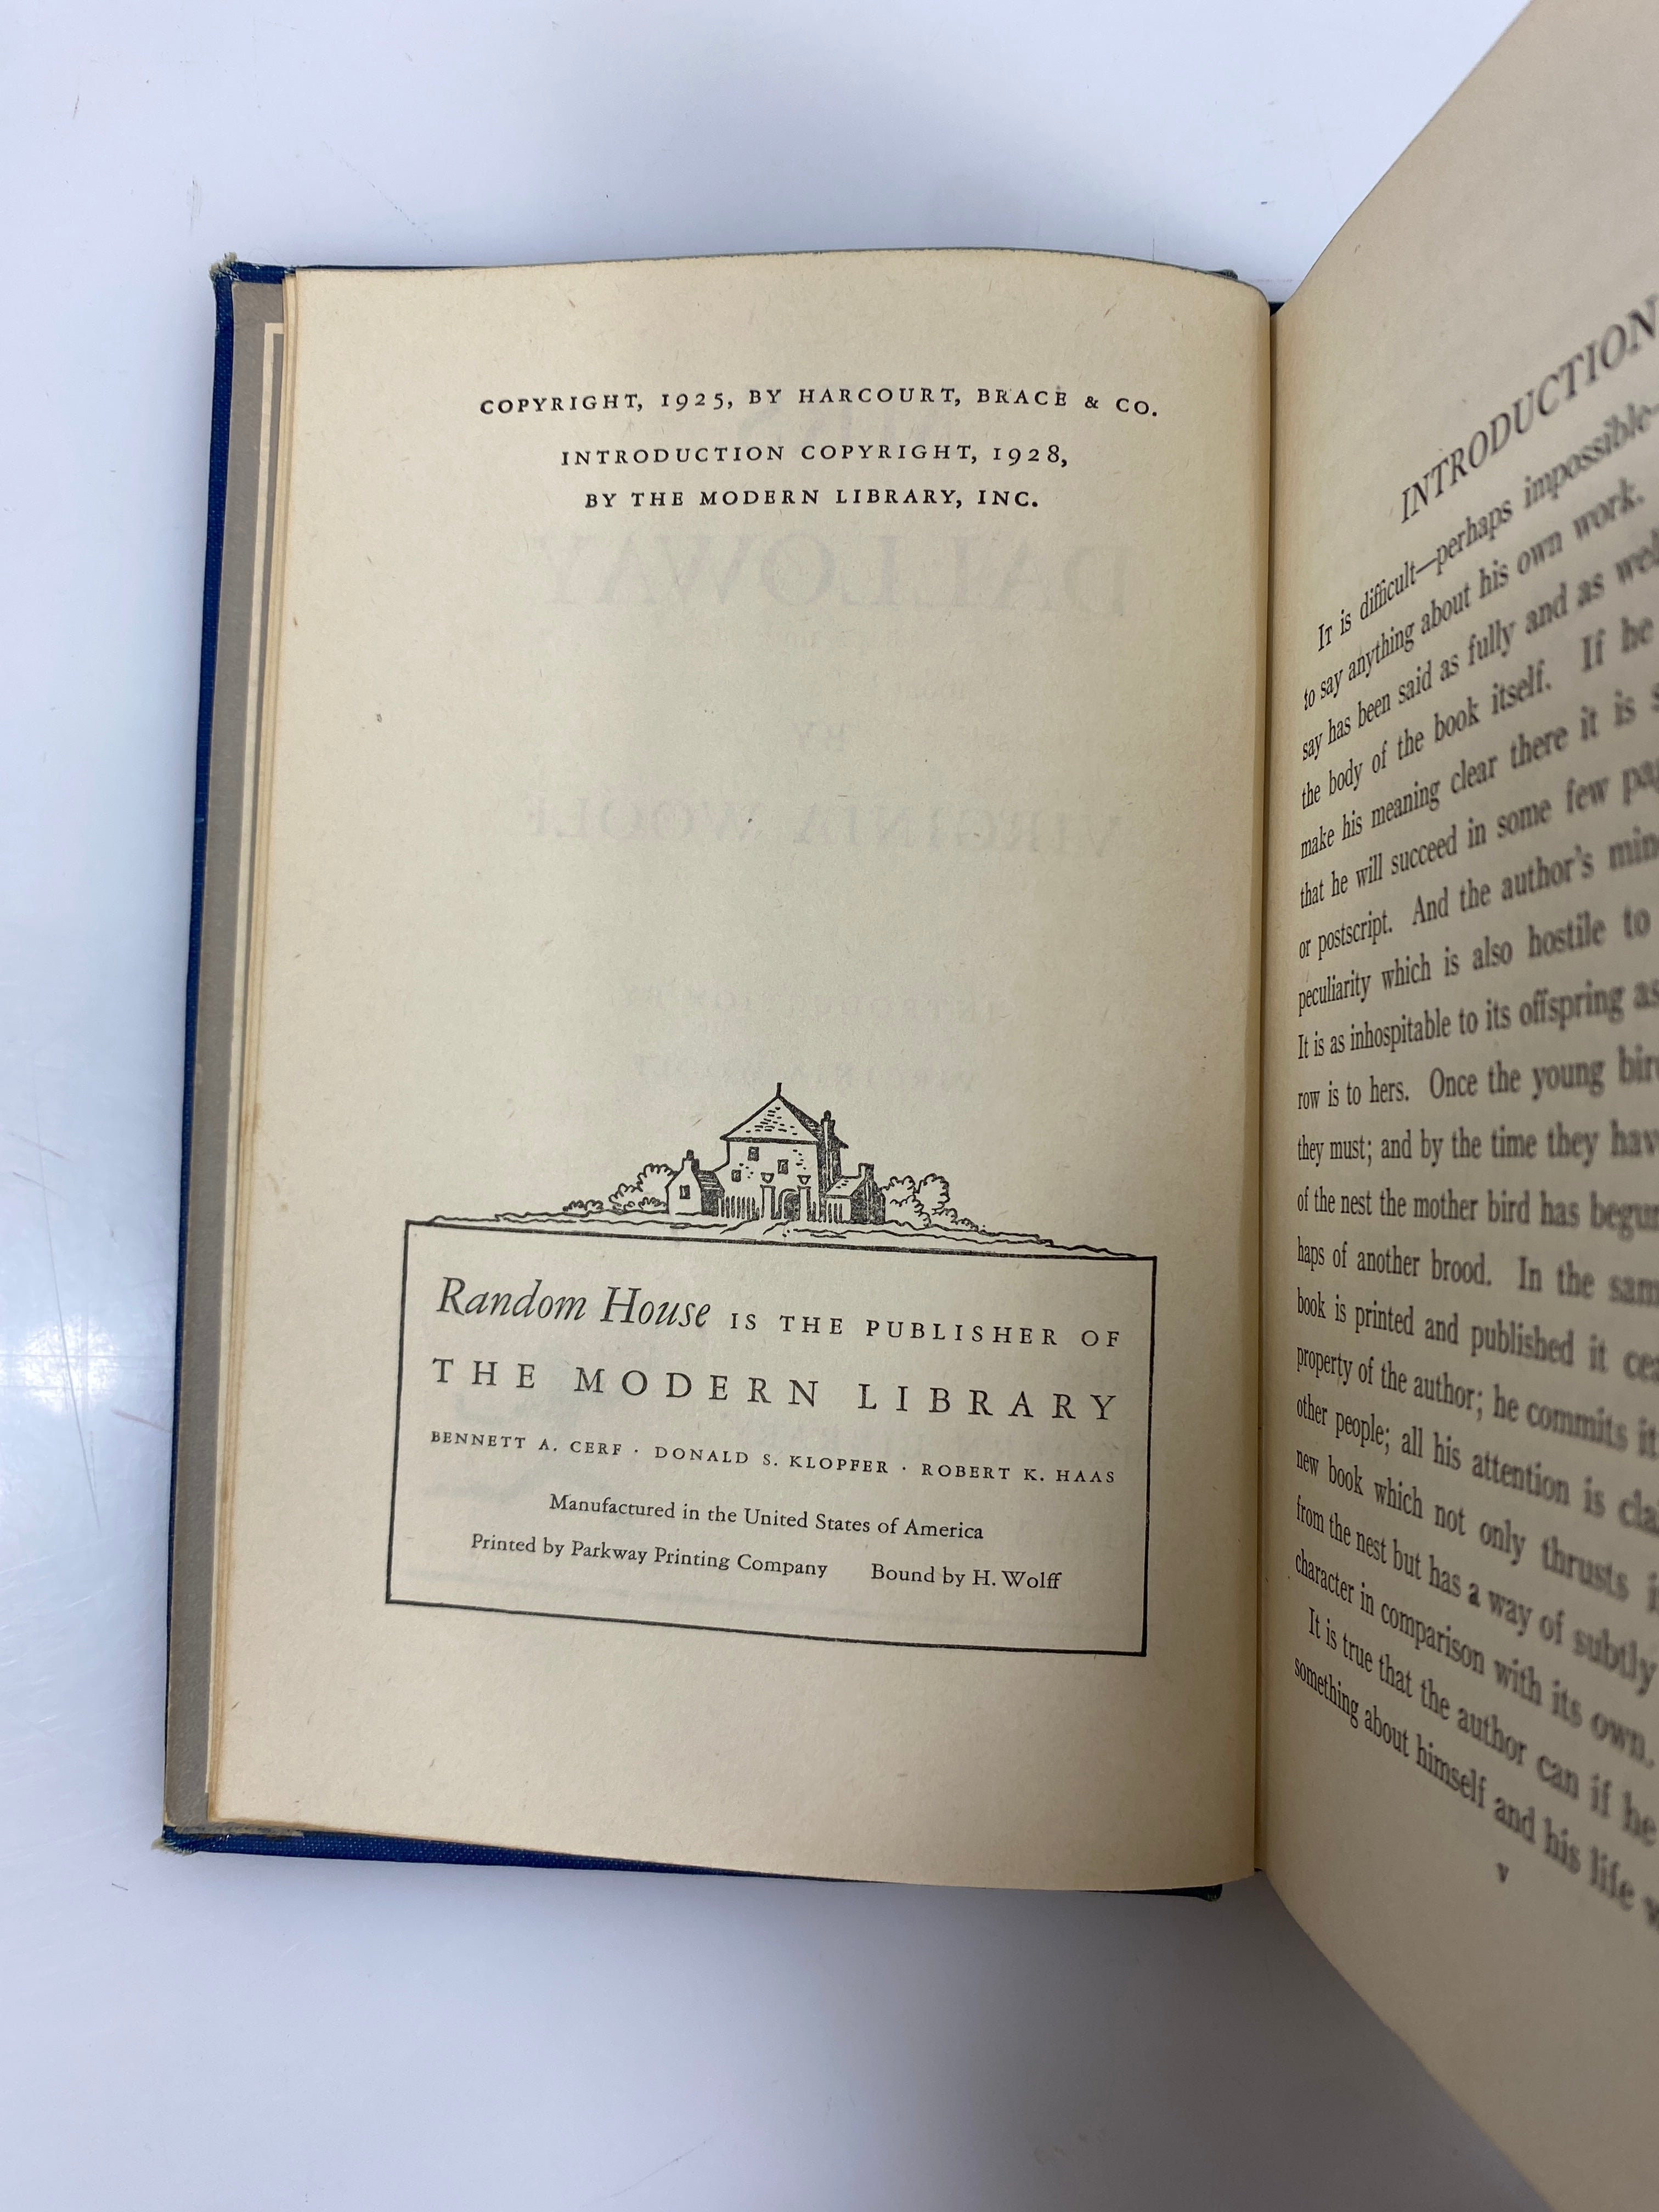 COPYRIGHT, 1925, BY HARCOURT, BRACE & CO.
INTRODUCTION COPYRIGHT, 1928,
BY THE MODERN LIBRARY, INC.
DALLOWAY
BY
VIRGINIA WOOLF
Random House IS THE PUBLISHER OF
THE MODERN LIBRARY
BENNETT A. CERF · DONALD S. KLOPFER · ROBERT K. HAAS
Manufactured in the United States of America
Printed by Parkway Printing Company Bound by H. Wolff
INTRODUCTION
IT is difficult—perhaps impossible—
to say anything about his own work.
say has been said as fully and as well
the body of the book itself. If he
make his meaning clear there it is
that he will succeed in some few
or postscript. And the author's
peculiarity which is also hostile to
It is as inhospitable to its offspring as
row is to hers. Once the young
they must; and by the time they
of the nest the mother bird has
haps of another brood. In the
book is printed and published it
property of the author; he commits it
other people; all his attention is
new book which not only thrusts
from the nest but has a way of subtly
character in comparison with its own.
It is true that the author can if he
something about himself and his life
v